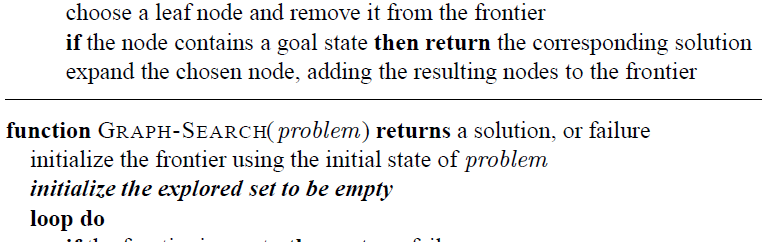 choose a leaf node and remove it from the frontier
if the node contains a goal state then return the corresponding solution
expand the chosen node, adding the resulting nodes to the frontier
function GRAPH-SEARCH(problem) returns a solution, or failure
initialize the frontier using the initial state of problem
initialize the explored set to be empty
loop do